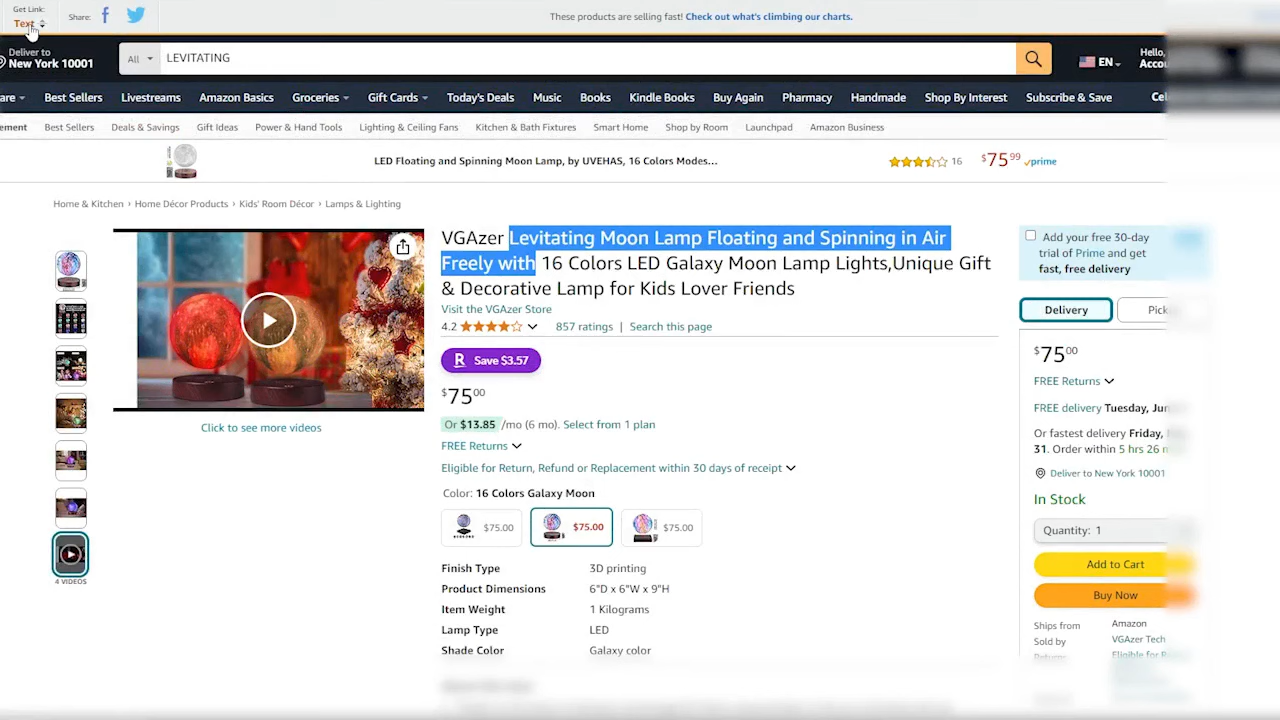 Get Link:
Text
Share:
These products are selling fast! Check out what's climbing our charts.
Deliver to
New York 10001
All
LEVITATING
EN
Hello,
Best Sellers Livestreams Amazon Basics Groceries Gift Cards Today's Deals Music Books Kindle Books Buy Again Pharmacy Handmade Shop By Interest Subscribe & Save
Best Sellers Deals & Savings Gift Ideas Power & Hand Tools Lighting & Ceiling Fans Kitchen & Bath Fixtures Smart Home Shop by Room Launchpad Amazon Business
LED Floating and Spinning Moon Lamp, by UVEHAS, 16 Colors Modes...
16
$75 99 prime
Home & Kitchen › Home Décor Products › Kids' Room Décor › Lamps & Lighting
VGAzer Levitating Moon Lamp Floating and Spinning in Air
Freely with 16 Colors LED Galaxy Moon Lamp Lights,Unique Gift
& Decorative Lamp for Kids Lover Friends
Visit the VGAzer Store
4.2
857 ratings | Search this page
R Save $3.57
$75 00
Or $13.85 /mo (6 mo). Select from 1 plan
FREE Returns
Eligible for Return, Refund or Replacement within 30 days of receipt
Color: 16 Colors Galaxy Moon
$75.00
$75.00
$75.00
Finish Type 3D printing
Product Dimensions 6"D x 6"W x 9"H
Item Weight 1 Kilograms
Lamp Type LED
Shade Color Galaxy color
Click to see more videos
4 VIDEOS
Add your free 30-day
trial of Prime and get
fast, free delivery
Delivery
$75 00
FREE Returns
FREE delivery Tuesday,
Or fastest delivery Friday,
31. Order within 5 hrs 26
Deliver to New York 10001
In Stock
Quantity: 1
Add to Cart
Buy Now
Ships from Amazon
Sold by VGAzer Tech
Returns Eligible for